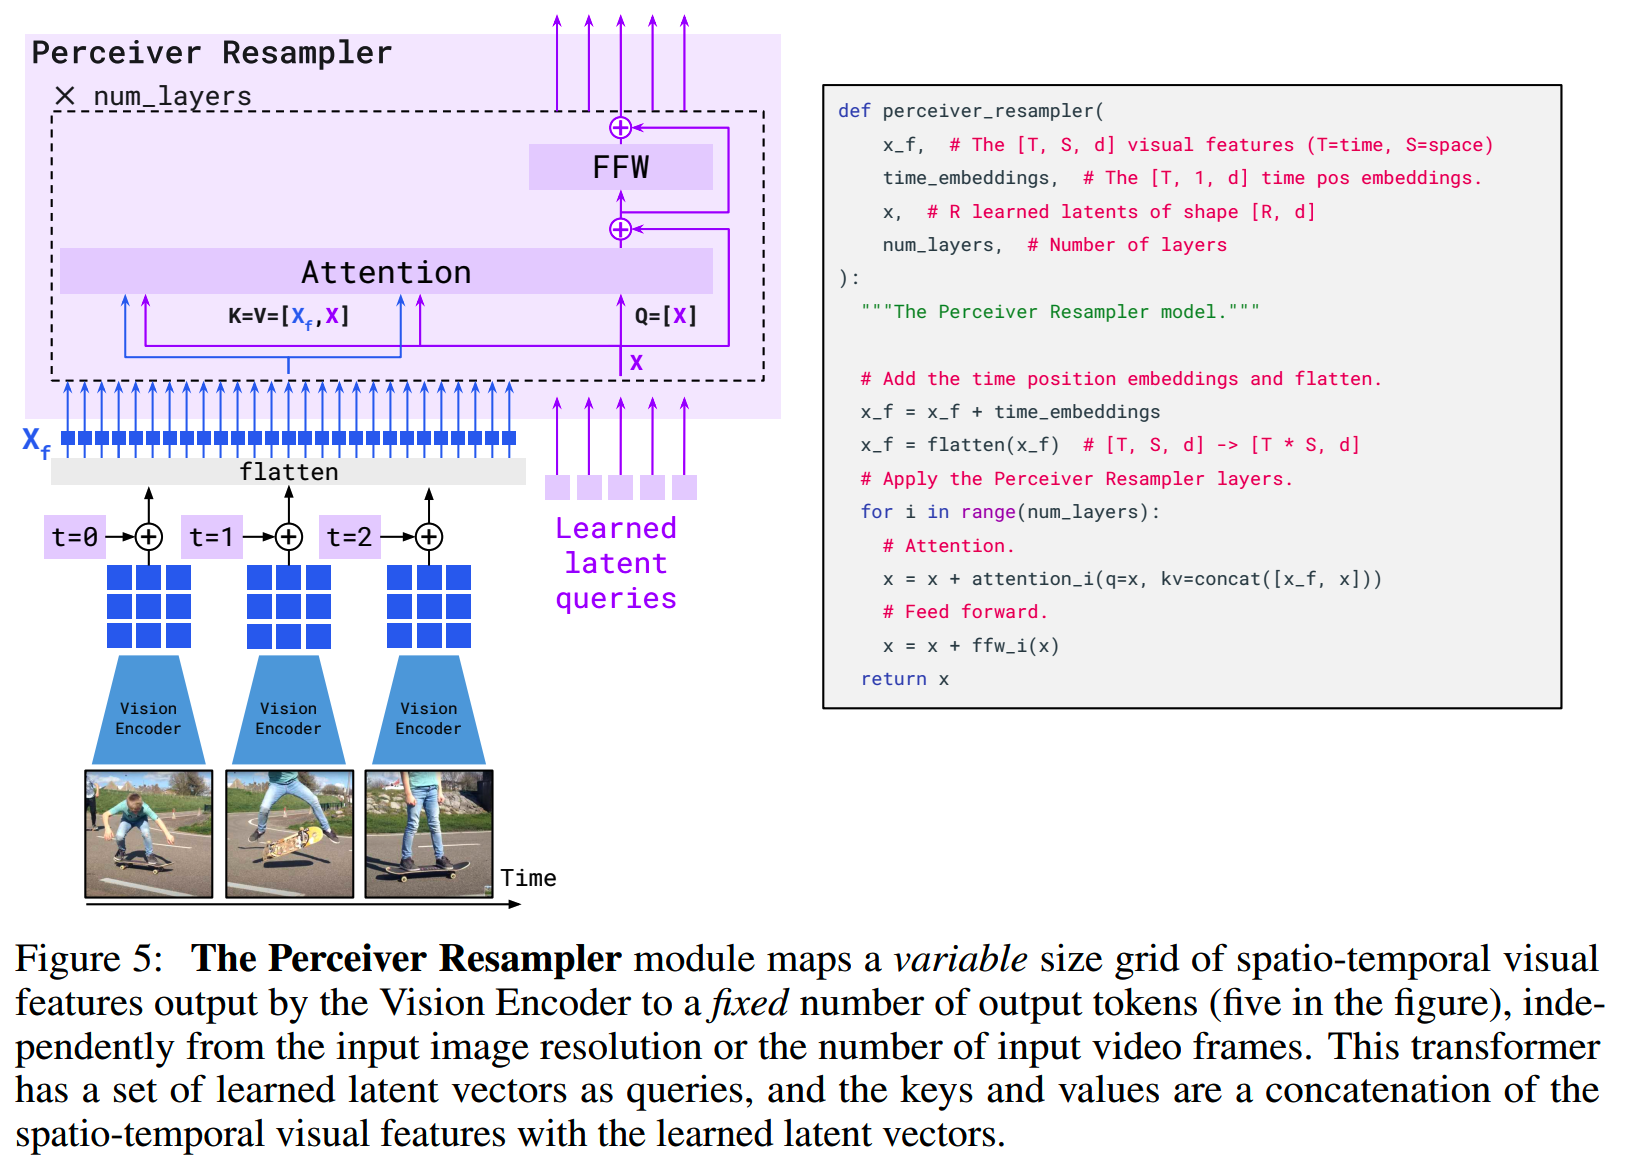 Perceiver Resampler
× num_layers
FFW
Attention
K=V=[Xf,X]
Q=[X]
X
Xf
flatten
t=0
t=1
t=2
Learned
latent
queries
Vision
Encoder
Vision
Encoder
Vision
Encoder
Time
def perceiver_resampler(
x_f,  # The [T, S, d] visual features (T=time, S=space)
time_embeddings,  # The [T, 1, d] time pos embeddings.
x,  # R learned latents of shape [R, d]
num_layers,  # Number of layers
):
"""The Perceiver Resampler model."""
# Add the time position embeddings and flatten.
x_f = x_f + time_embeddings
x_f = flatten(x_f)  # [T, S, d] -> [T * S, d]
# Apply the Perceiver Resampler layers.
for i in range(num_layers):
# Attention.
x = x + attention_i(q=x, kv=concat([x_f, x]))
# Feed forward.
x = x + ffw_i(x)
return x
Figure 5: The Perceiver Resampler module maps a variable size grid of spatio-temporal visual
features output by the Vision Encoder to a fixed number of output tokens (five in the figure), inde-
pendently from the input image resolution or the number of input video frames. This transformer
has a set of learned latent vectors as queries, and the keys and values are a concatenation of the
spatio-temporal visual features with the learned latent vectors.